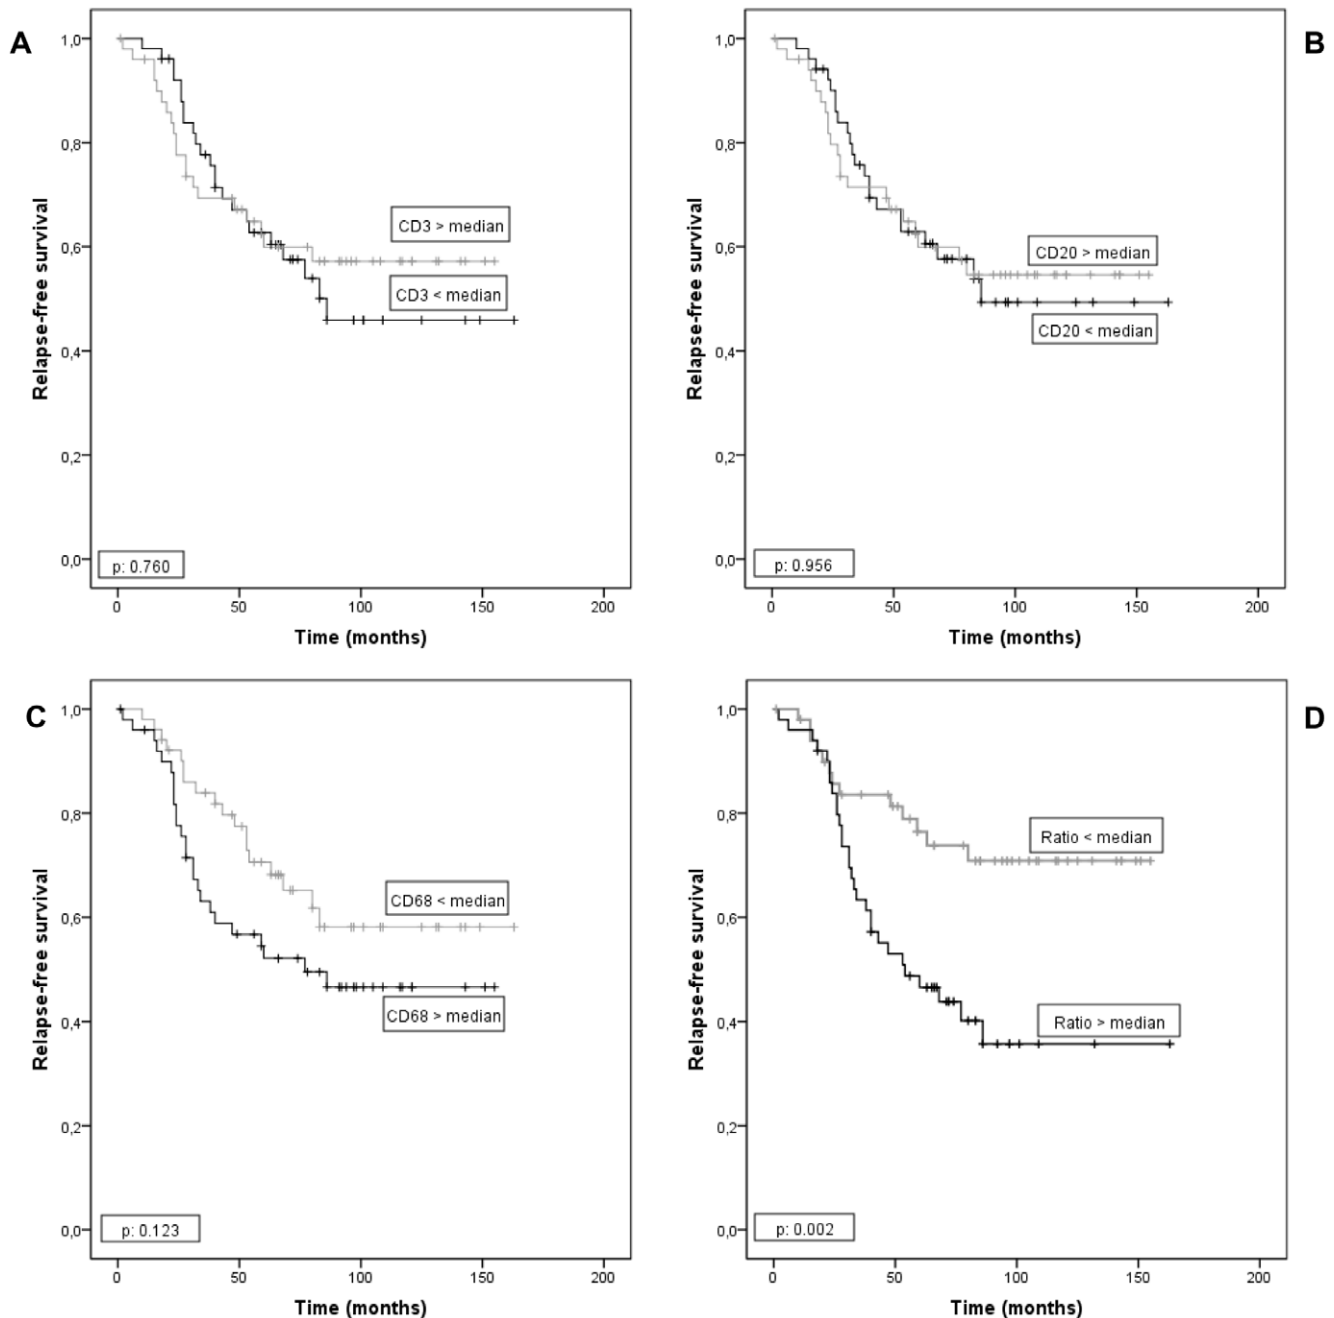 A
Relapse-free survival
1,0
0,8
0,6
0,4
0,2
0,0
CD3 > median
CD3 < median
p: 0.760
0 50 100 150 200
Time (months)
B
Relapse-free survival
1,0
0,8
0,6
0,4
0,2
0,0
CD20 > median
CD20 < median
p: 0.956
0 50 100 150 200
Time (months)
C
Relapse-free survival
1,0
0,8
0,6
0,4
0,2
0,0
CD68 < median
CD68 > median
p: 0.123
0 50 100 150 200
Time (months)
D
Relapse-free survival
1,0
0,8
0,6
0,4
0,2
0,0
Ratio < median
Ratio > median
p: 0.002
0 50 100 150 200
Time (months)